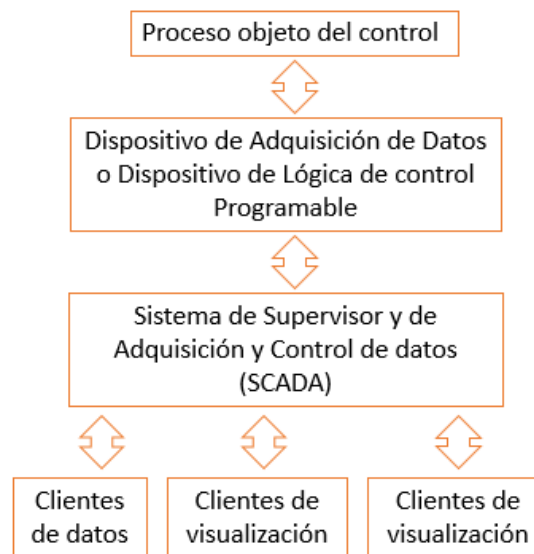 Proceso objeto del control
Dispositivo de Adquisición de Datos
o Dispositivo de Lógica de control
Programable
Sistema de Supervisor y de
Adquisición y Control de datos
(SCADA)
Clientes
de datos
Clientes de
visualización
Clientes de
visualización